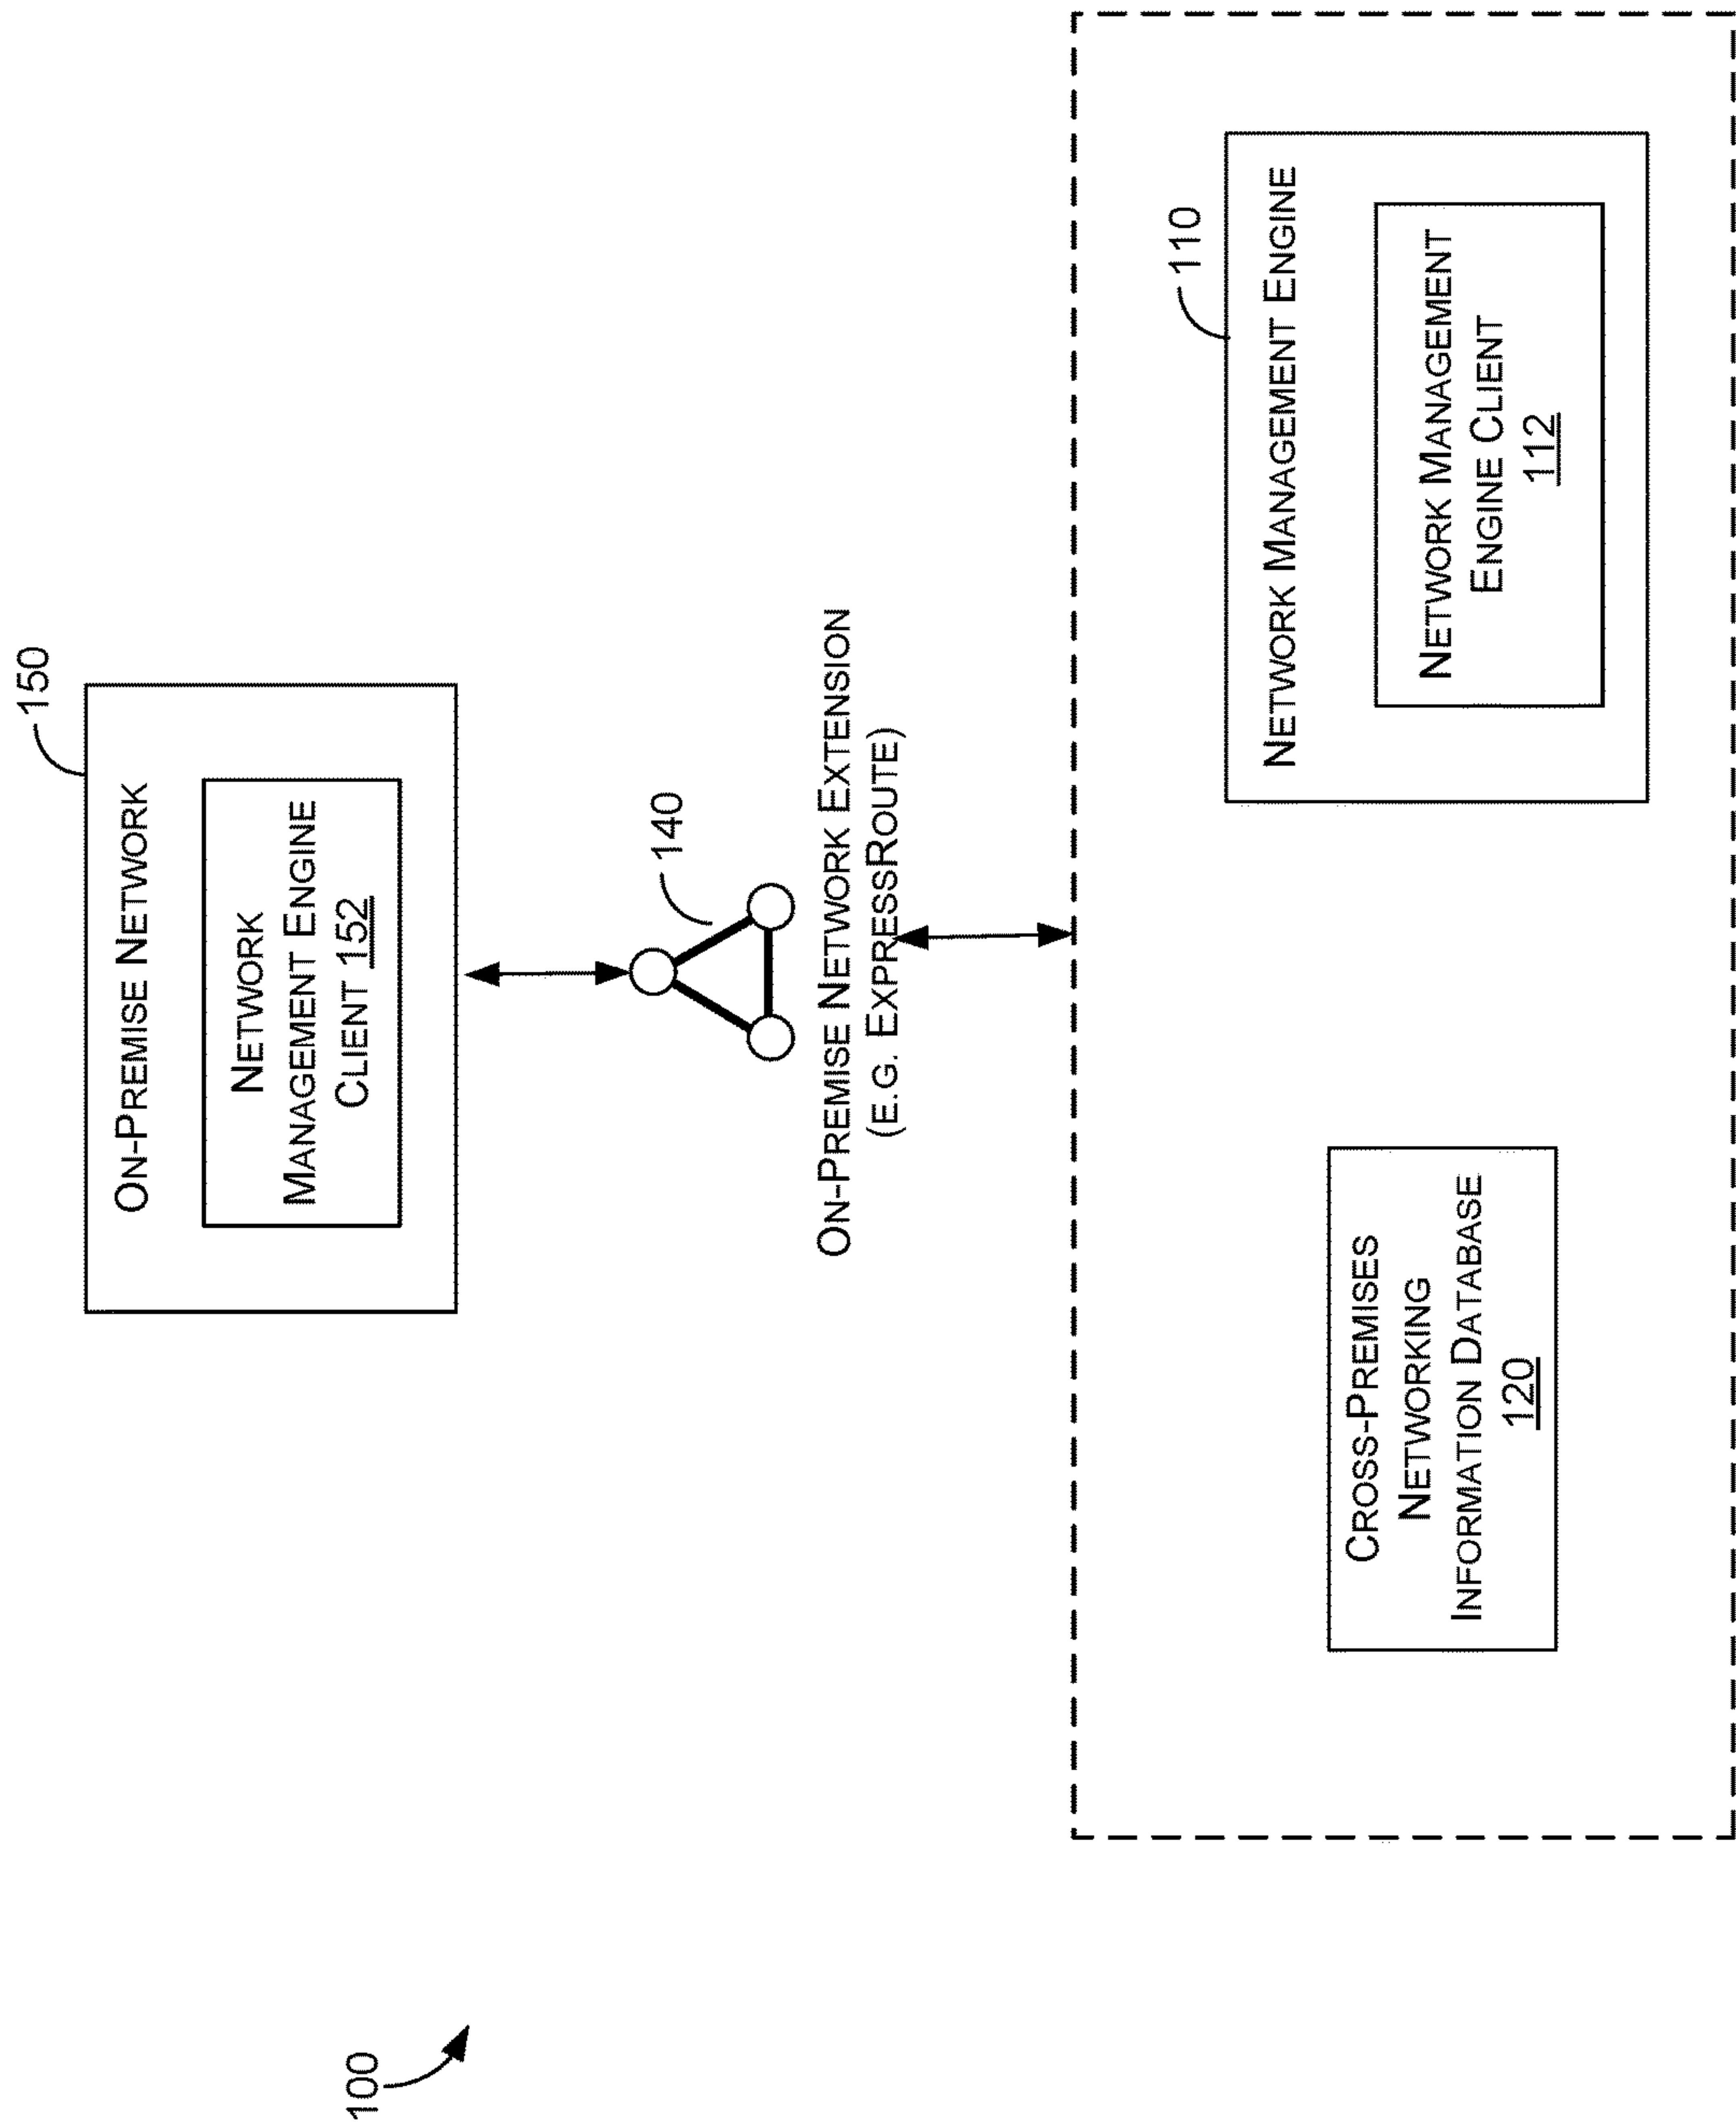 100
150
ON-PREMISE NETWORK
NETWORK
MANAGEMENT ENGINE
CLIENT 152
140
ON-PREMISE NETWORK EXTENSION
(E.G. EXPRESSROUTE)
CROSS-PREMISES
NETWORKING
INFORMATION DATABASE
120
110
NETWORK MANAGEMENT ENGINE
NETWORK MANAGEMENT
ENGINE CLIENT
112